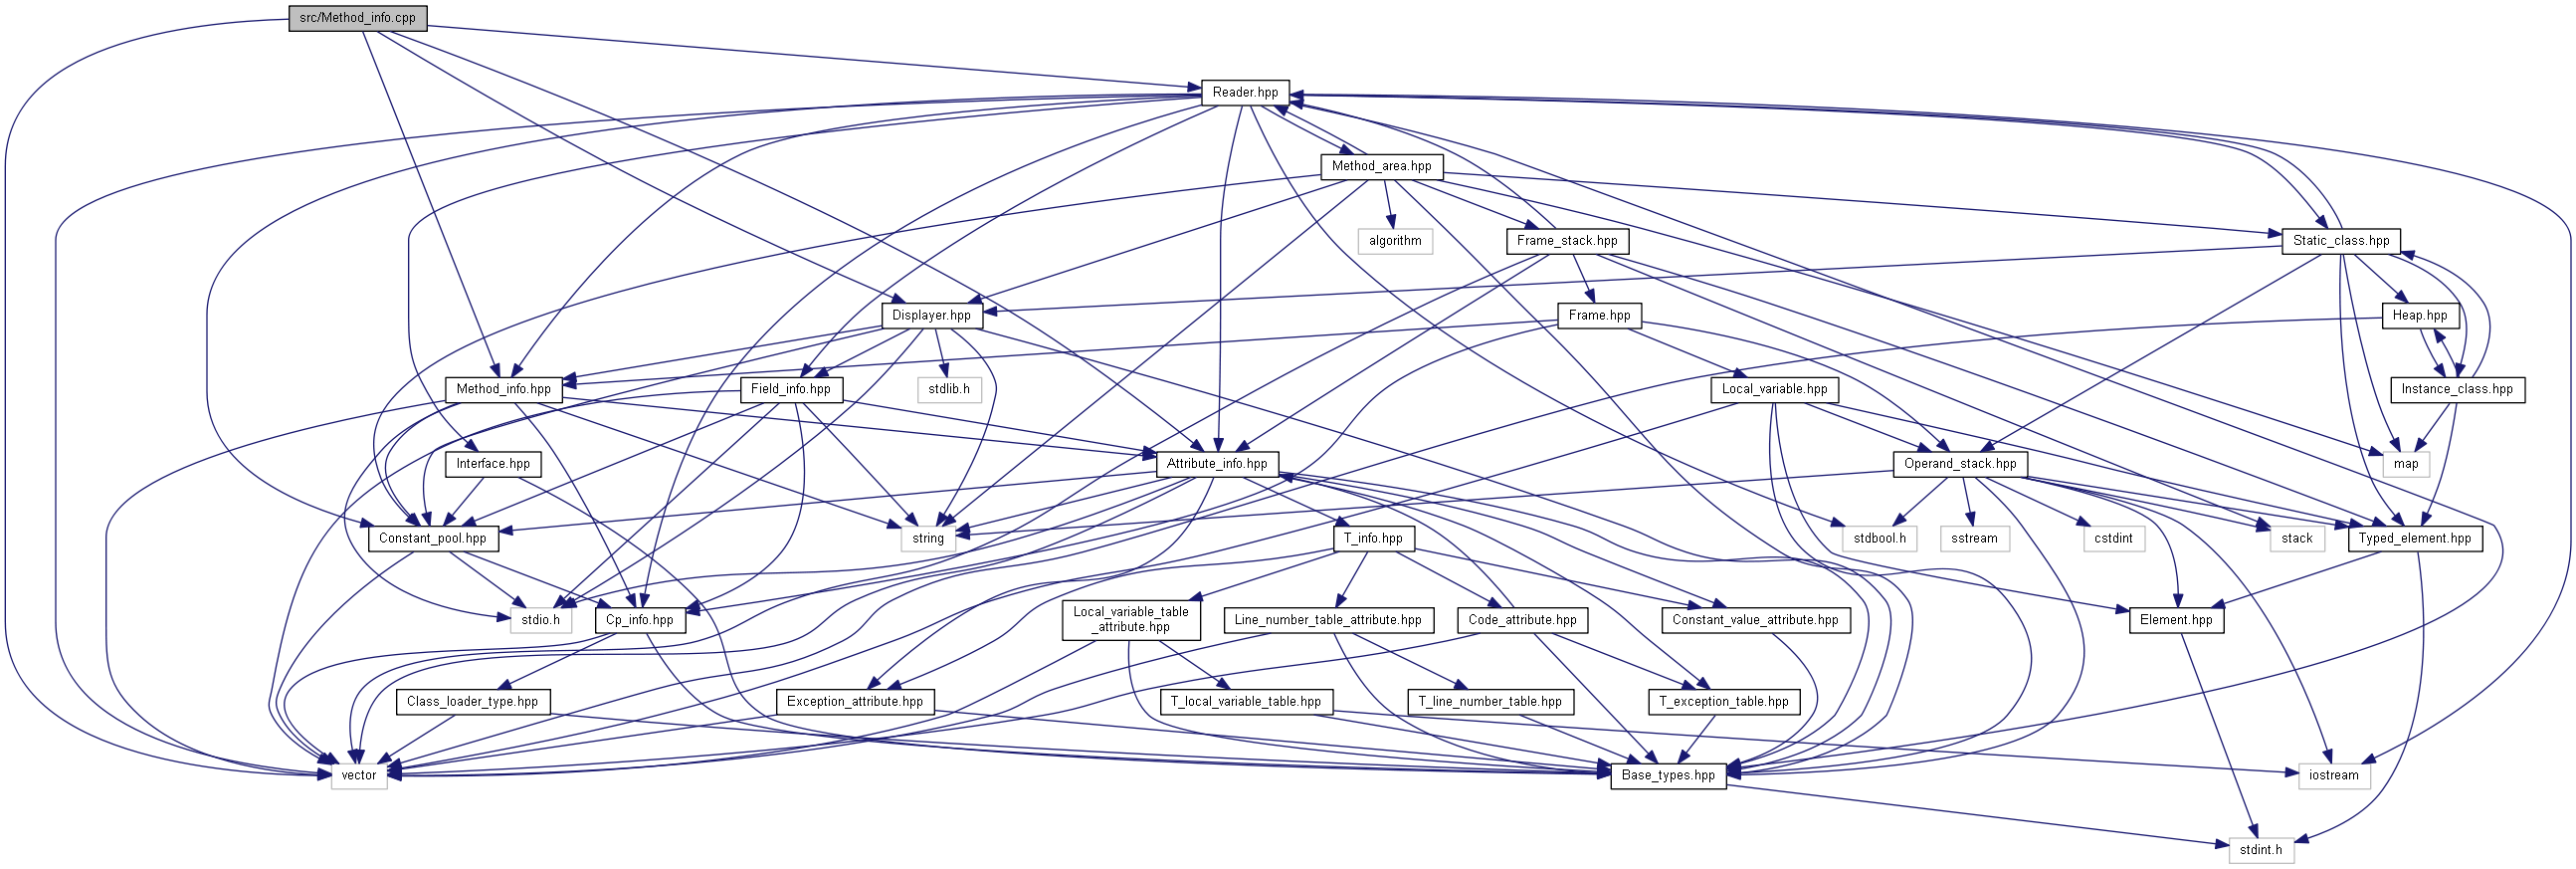 src/Method_info.cpp
Reader.hpp
Method_area.hpp
algorithm
Frame_stack.hpp
Static_class.hpp
Displayer.hpp
Frame.hpp
Heap.hpp
Method_info.hpp
Field_info.hpp
stdlib.h
Local_variable.hpp
Instance_class.hpp
Interface.hpp
Attribute_info.hpp
Operand_stack.hpp
map
Constant_pool.hpp
string
T_info.hpp
stdbool.h
sstream
cstdint
stack
Typed_element.hpp
stdio.h
Cp_info.hpp
Local_variable_table
_attribute.hpp
Line_number_table_attribute.hpp
Code_attribute.hpp
Constant_value_attribute.hpp
Element.hpp
Class_loader_type.hpp
Exception_attribute.hpp
T_local_variable_table.hpp
T_line_number_table.hpp
T_exception_table.hpp
vector
Base_types.hpp
iostream
stdint.h